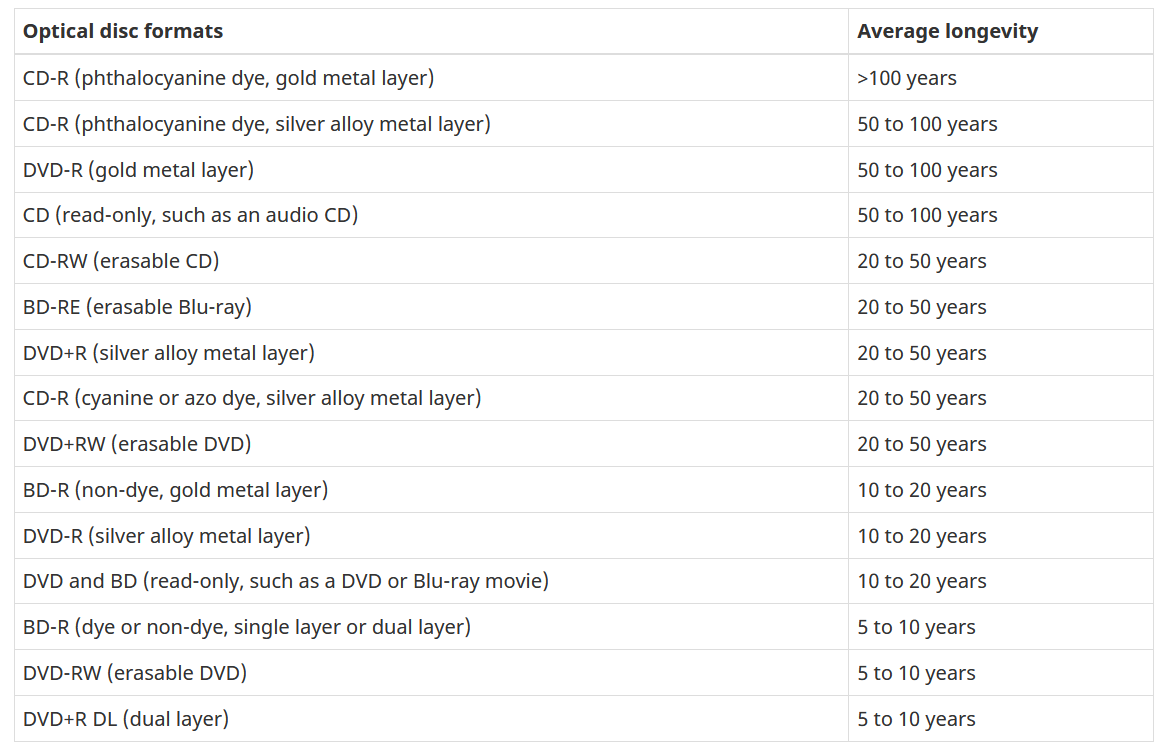 Optical disc formats Average longevity
CD-R (phthalocyanine dye, gold metal layer) >100 years
CD-R (phthalocyanine dye, silver alloy metal layer) 50 to 100 years
DVD-R (gold metal layer) 50 to 100 years
CD (read-only, such as an audio CD) 50 to 100 years
CD-RW (erasable CD) 20 to 50 years
BD-RE (erasable Blu-ray) 20 to 50 years
DVD+R (silver alloy metal layer) 20 to 50 years
CD-R (cyanine or azo dye, silver alloy metal layer) 20 to 50 years
DVD+RW (erasable DVD) 20 to 50 years
BD-R (non-dye, gold metal layer) 10 to 20 years
DVD-R (silver alloy metal layer) 10 to 20 years
DVD and BD (read-only, such as a DVD or Blu-ray movie) 10 to 20 years
BD-R (dye or non-dye, single layer or dual layer) 5 to 10 years
DVD-RW (erasable DVD) 5 to 10 years
DVD+R DL (dual layer) 5 to 10 years